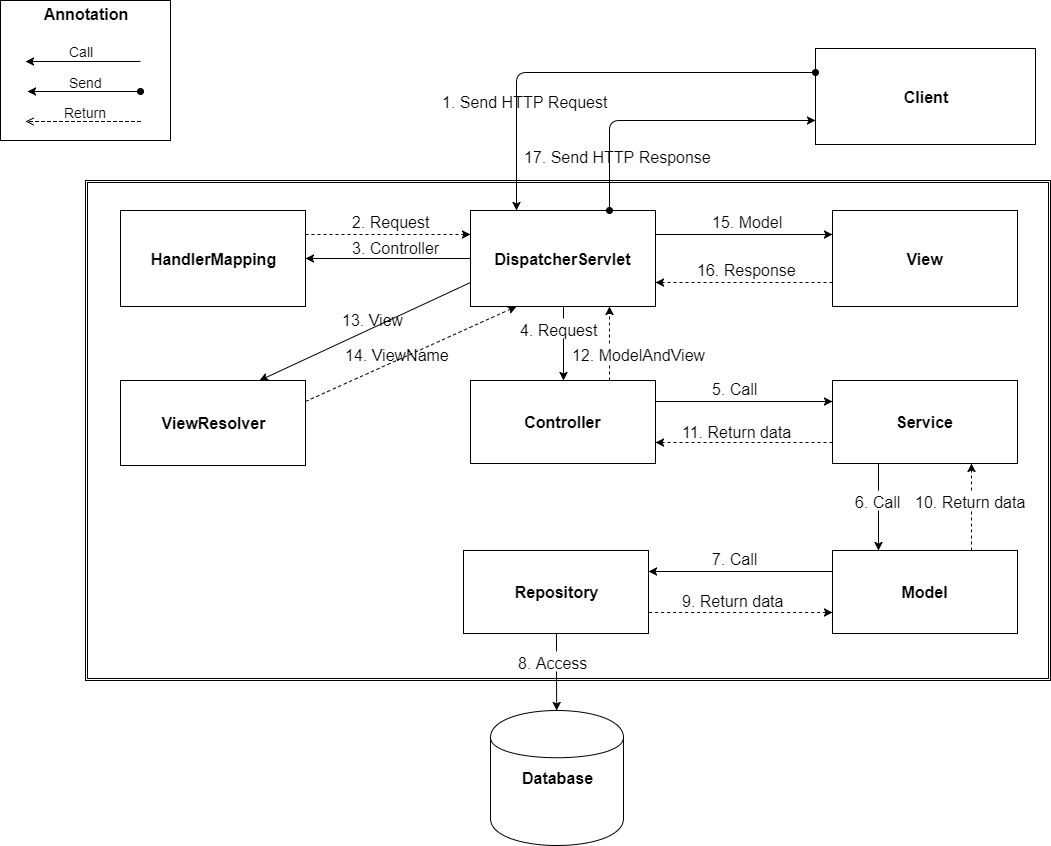 Annotation
Call
Send
Return
Client
1. Send HTTP Request
17. Send HTTP Response
HandlerMapping
2. Request
3. Controller
DispatcherServlet
15. Model
16. Response
View
13. View
14. ViewName
4. Request
12. ModelAndView
ViewResolver
Controller
5. Call
11. Return data
Service
6. Call
10. Return data
Repository
7. Call
9. Return data
Model
8. Access
Database